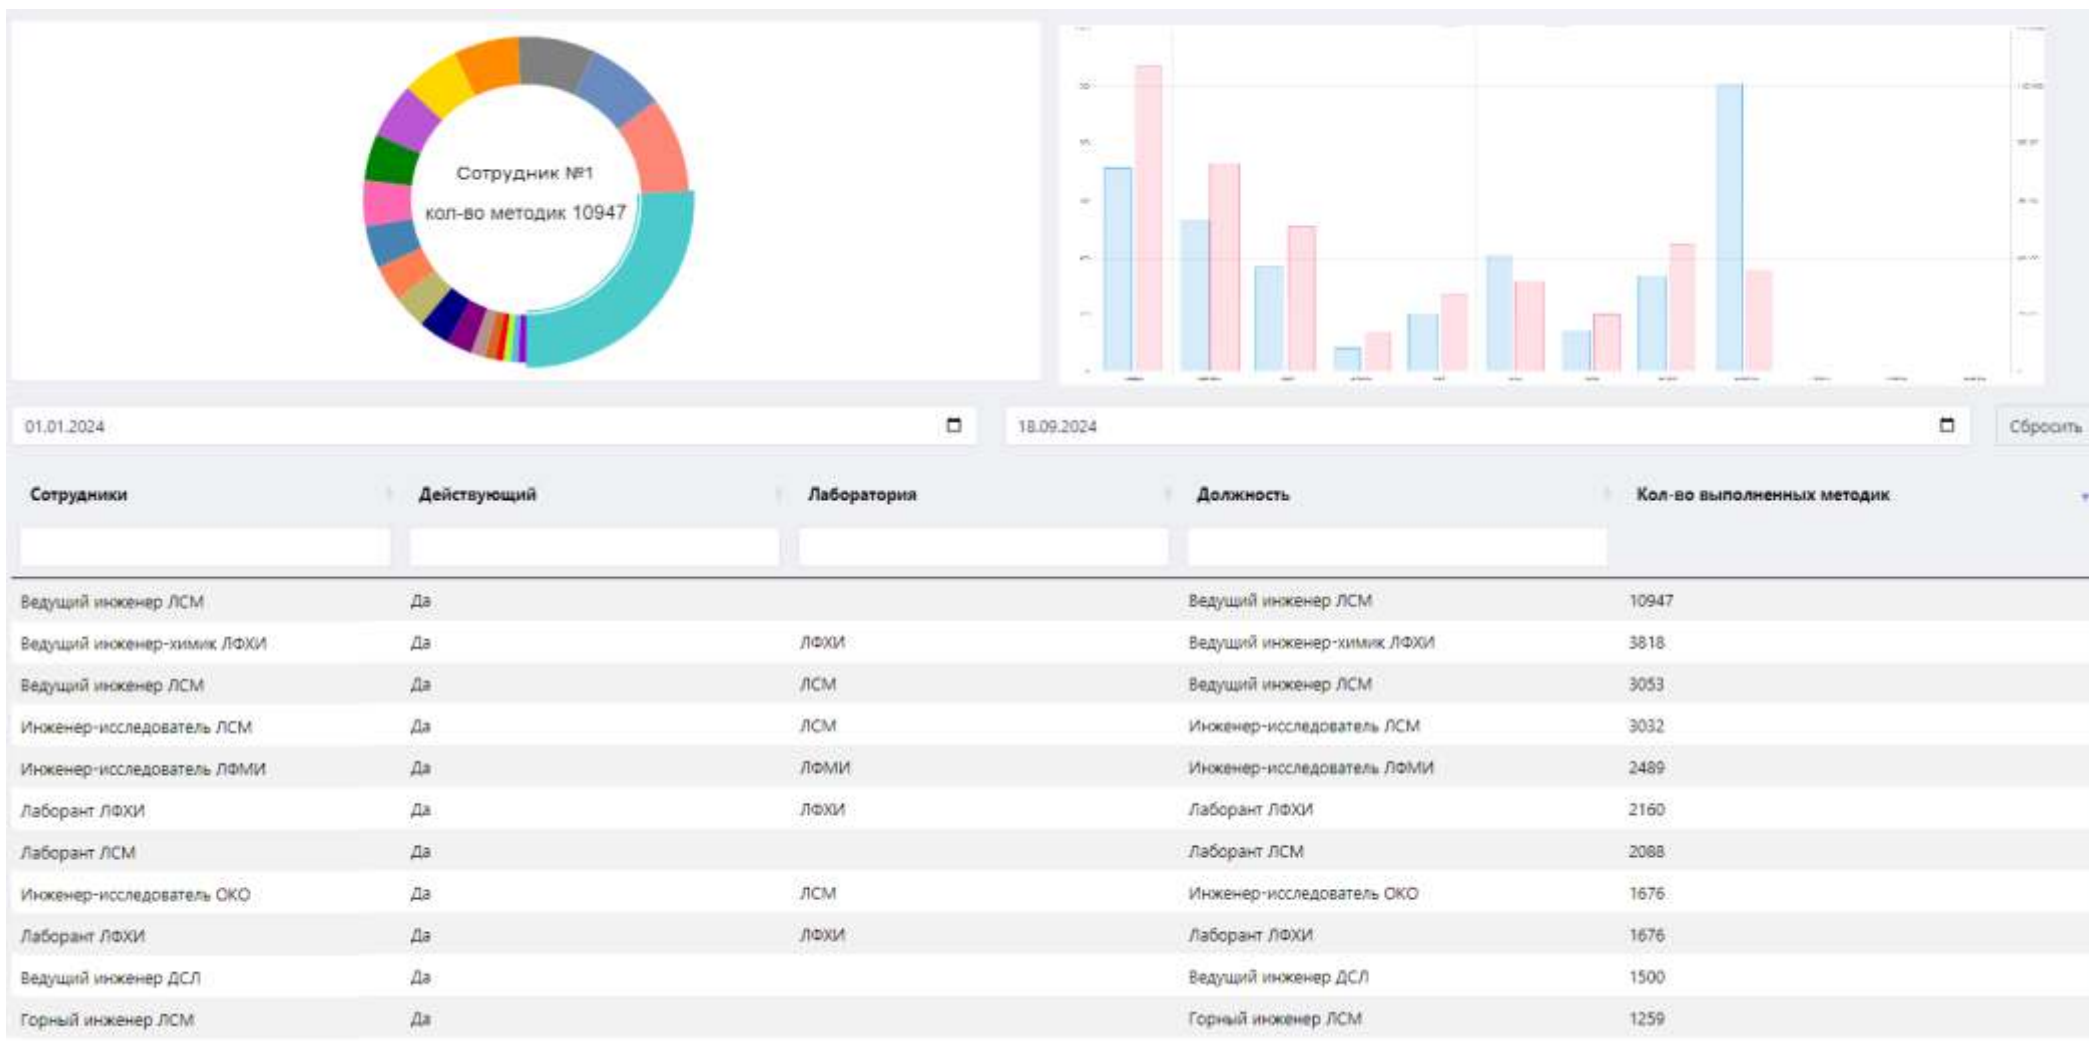 Сотрудник №1
кол-во методик 10947
01.01.2024
18.09.2024
Сбросить
Сотрудники Действующий Лаборатория Должность Кол-во выполненных методик
Ведущий инженер ЛСМ Да Ведущий инженер ЛСМ 10947
Ведущий инженер-химик ЛФХИ Да ЛФХИ Ведущий инженер-химик ЛФХИ 3818
Ведущий инженер ЛСМ Да ЛСМ Ведущий инженер ЛСМ 3053
Инженер-исследователь ЛСМ Да ЛСМ Инженер-исследователь ЛСМ 3032
Инженер-исследователь ЛФМИ Да ЛФМИ Инженер-исследователь ЛФМИ 2489
Лаборант ЛФХИ Да ЛФХИ Лаборант ЛФХИ 2160
Лаборант ЛСМ Да Лаборант ЛСМ 2088
Инженер-исследователь ОКО Да ЛСМ Инженер-исследователь ОКО 1676
Лаборант ЛФХИ Да ЛФХИ Лаборант ЛФХИ 1676
Ведущий инженер ДСЛ Да Ведущий инженер ДСЛ 1500
Горный инженер ЛСМ Да Горный инженер ЛСМ 1259